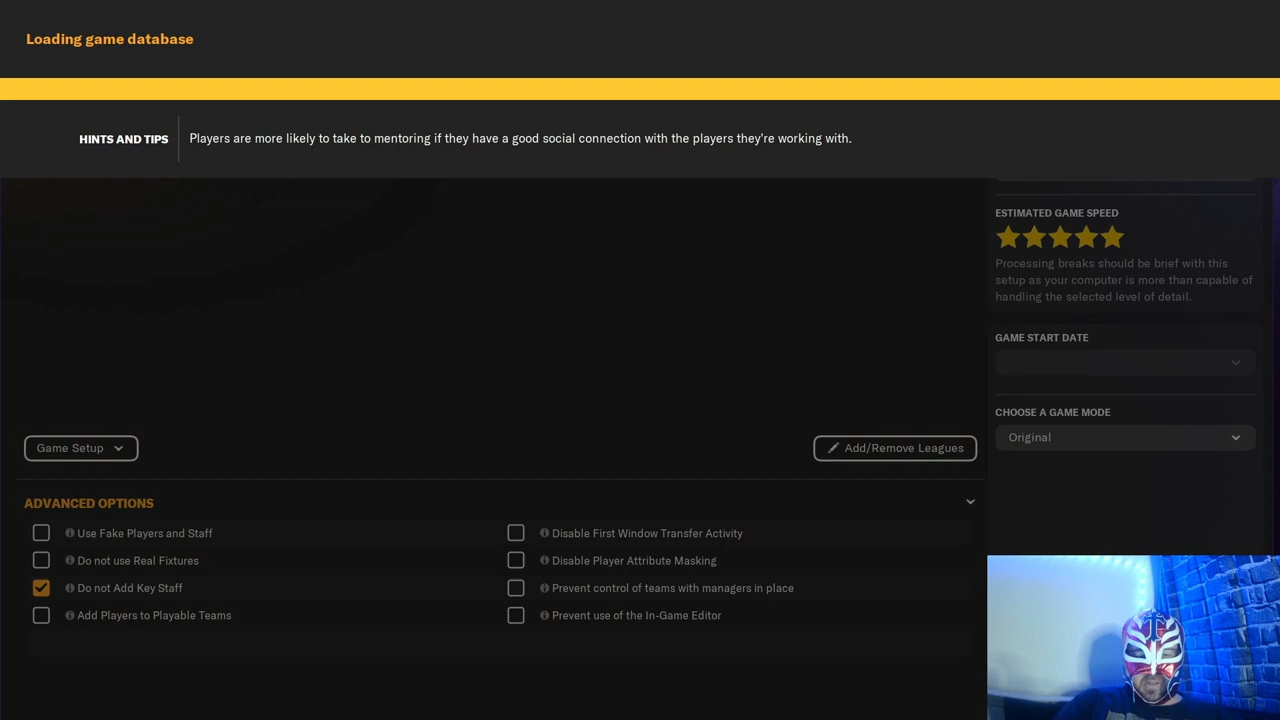 Loading game database
HINTS AND TIPS
Players are more likely to take to mentoring if they have a good social connection with the players they're working with.
ESTIMATED GAME SPEED
Processing breaks should be brief with this
setup as your computer is more than capable of
handling the selected level of detail.
GAME START DATE
CHOOSE A GAME MODE
Original
Game Setup
Add/Remove Leagues
ADVANCED OPTIONS
Use Fake Players and Staff
Disable First Window Transfer Activity
Do not use Real Fixtures
Disable Player Attribute Masking
Do not Add Key Staff
Prevent control of teams with managers in place
Add Players to Playable Teams
Prevent use of the In-Game Editor